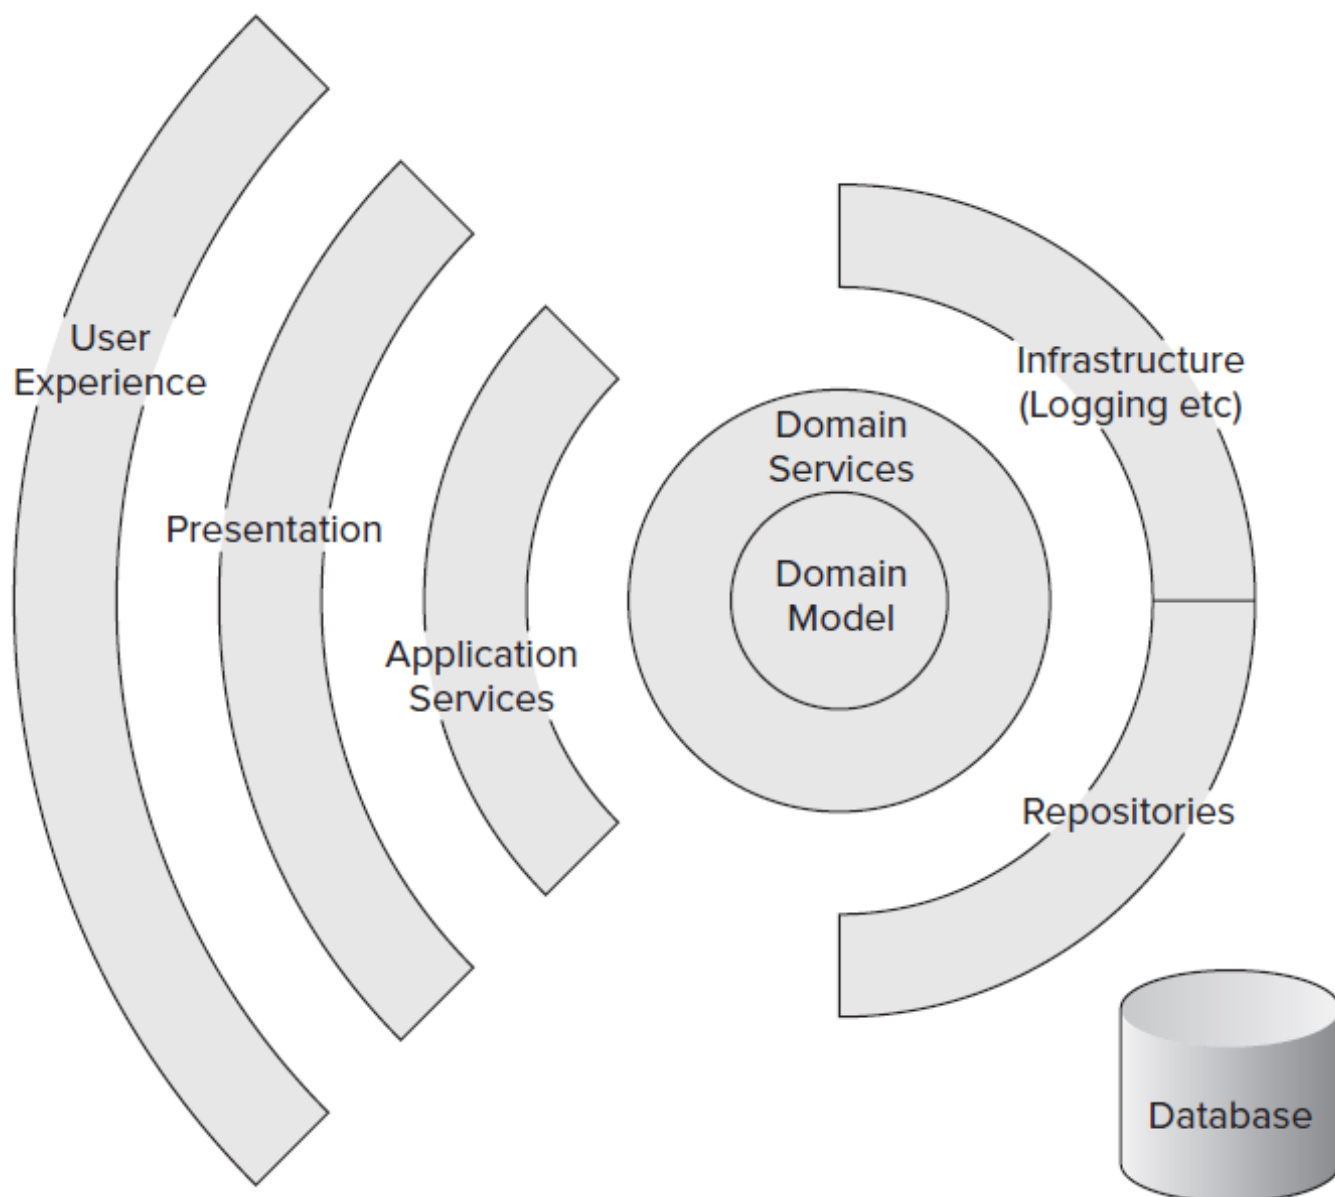 User
Experience
Presentation
Application
Services
Domain
Services
Domain
Model
Infrastructure
(Logging etc)
Repositories
Database